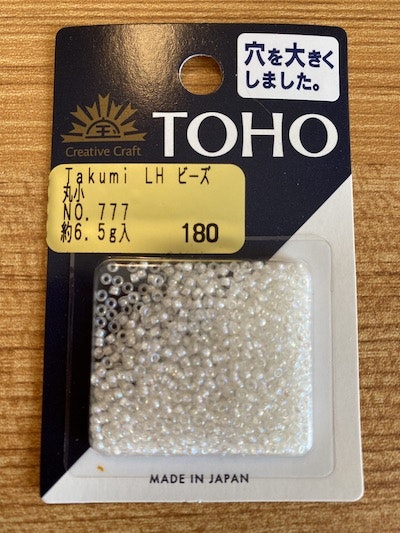 穴を大きく
しました。
Creative Craft
TOHO
Takumi LH ビーズ
丸小
NO.777
約6.5g入 180
MADE IN JAPAN